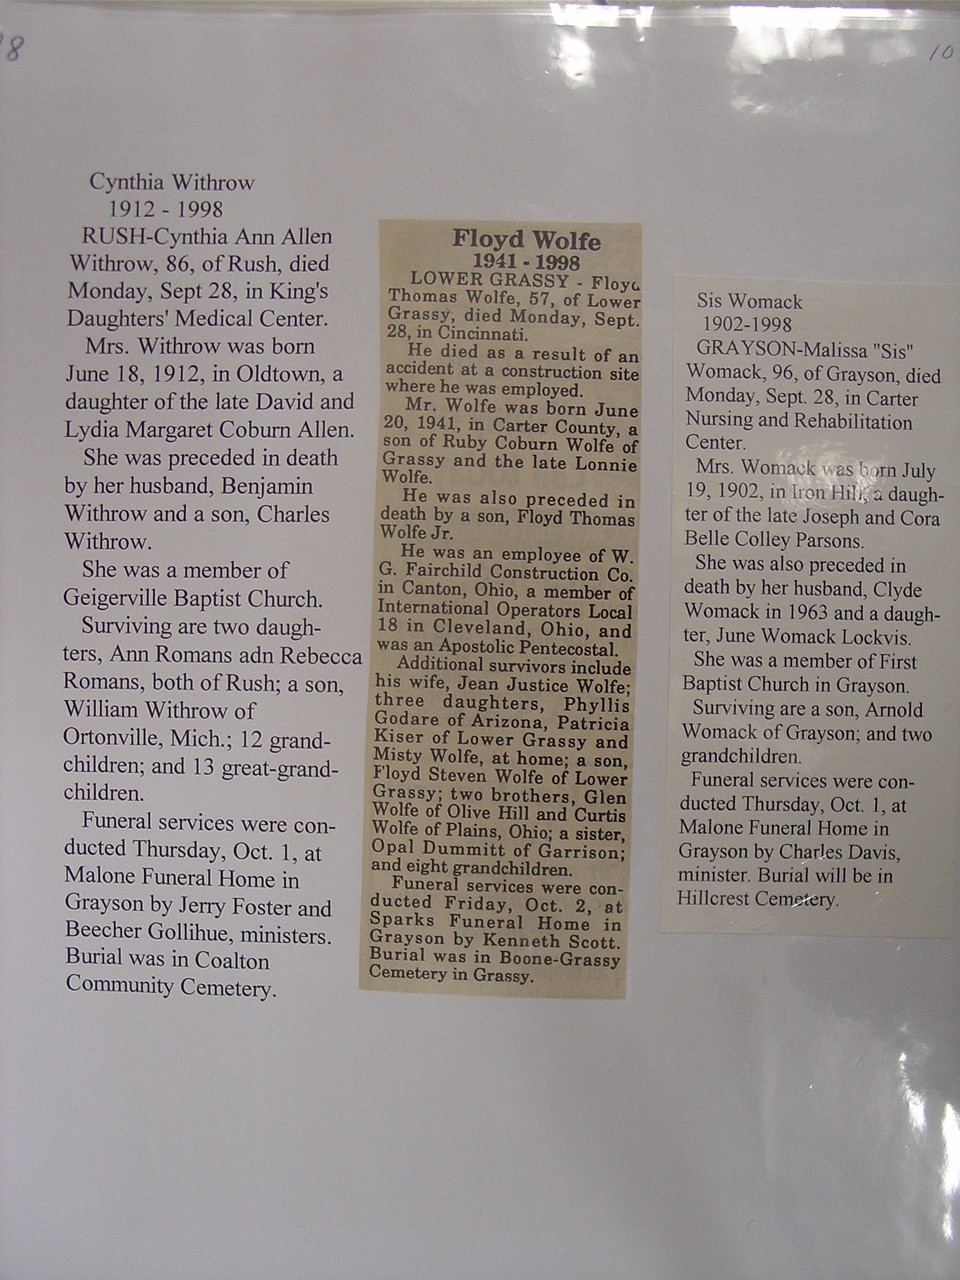 8
10
Cynthia Withrow
1912 - 1998
RUSH-Cynthia Ann Allen
Withrow, 86, of Rush, died
Monday, Sept 28, in King's
Daughters' Medical Center.
Mrs. Withrow was born
June 18, 1912, in Oldtown, a
daughter of the late David and
Lydia Margaret Coburn Allen.
She was preceded in death
by her husband, Benjamin
Withrow and a son, Charles
Withrow.
She was a member of
Geigerville Baptist Church.
Surviving are two daugh-
ters, Ann Romans adn Rebecca
Romans, both of Rush; a son,
William Withrow of
Ortonville, Mich.; 12 grand-
children; and 13 great-grand-
children.
Funeral services were con-
ducted Thursday, Oct. 1, at
Malone Funeral Home in
Grayson by Jerry Foster and
Beecher Gollihue, ministers.
Burial was in Coalton
Community Cemetery.
Floyd Wolfe
1941 - 1998
LOWER GRASSY - Floyd
Thomas Wolfe, 57, of Lower
Grassy, died Monday, Sept.
28, in Cincinnati.
He died as a result of an
accident at a construction site
where he was employed.
Mr. Wolfe was born June
20, 1941, in Carter County, a
son of Ruby Coburn Wolfe of
Grassy and the late Lonnie
Wolfe.
He was also preceded in
death by a son, Floyd Thomas
Wolfe Jr.
He was an employee of W.
G. Fairchild Construction Co.
in Canton, Ohio, a member of
International Operators Local
18 in Cleveland, Ohio, and
was an Apostolic Pentecostal.
Additional survivors include
his wife, Jean Justice Wolfe;
three daughters, Phyllis
Godare of Arizona, Patricia
Kiser of Lower Grassy and
Misty Wolfe, at home; a son,
Floyd Steven Wolfe of Lower
Grassy; two brothers, Glen
Wolfe of Olive Hill and Curtis
Wolfe of Plains, Ohio; a sister,
Opal Dummitt of Garrison;
and eight grandchildren.
Funeral services were con-
ducted Friday, Oct. 2, at
Sparks Funeral Home in
Grayson by Kenneth Scott.
Burial was in Boone-Grassy
Cemetery in Grassy.
Sis Womack
1902-1998
GRAYSON-Malissa "Sis"
Womack, 96, of Grayson, died
Monday, Sept. 28, in Carter
Nursing and Rehabilitation
Center.
Mrs. Womack was born July
19, 1902, in Iron Hill, a daugh-
ter of the late Joseph and Cora
Belle Colley Parsons.
She was also preceded in
death by her husband, Clyde
Womack in 1963 and a daugh-
ter, June Womack Lockvis.
She was a member of First
Baptist Church in Grayson.
Surviving are a son, Arnold
Womack of Grayson; and two
grandchildren.
Funeral services were con-
ducted Thursday, Oct. 1, at
Malone Funeral Home in
Grayson by Charles Davis,
minister. Burial will be in
Hillcrest Cemetery.